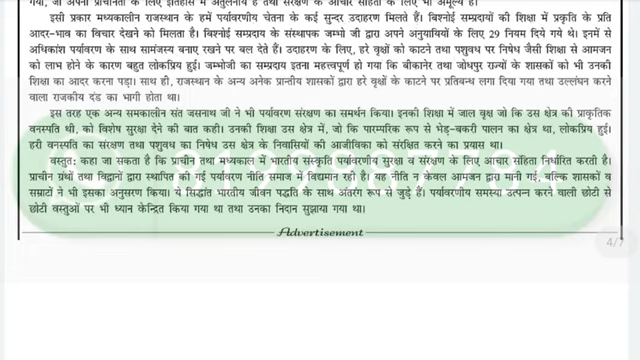 गया, जो अपनी प्राचीनता के लिए इतिहास में अतुलनीय है तथा संरक्षण के आचार संहिता के लिए भी अमूल्य है।
इसी प्रकार मध्यकालीन राजस्थान के हमें पर्यावरणीय चेतना के कई सुन्दर उदाहरण मिलते हैं। बिश्नोई सम्प्रदायों की शिक्षा में प्रकृति के प्रति
आदर-भाव का विचार देखने को मिलता है। बिश्नोई सम्प्रदाय के संस्थापक जम्भो जी द्वारा अपने अनुयायियों के लिए 29 नियम दिये गये थे। इनमें से
अधिकांश पर्यावरण के साथ सामंजस्य बनाए रखने पर बल देते हैं। उदाहरण के लिए, हरे वृक्षों को काटने तथा पशुवध पर निषेध जैसी शिक्षा से आमजन
को लाभ होने के कारण बहुत लोकप्रिय हुई। जम्भोजी का सम्प्रदाय इतना महत्त्वपूर्ण हो गया कि बीकानेर तथा जोधपुर राज्यों के शासकों को भी उनकी
शिक्षा का आदर करना पड़ा। साथ ही, राजस्थान के अन्य अनेक प्रान्तीय शासकों द्वारा हरे वृक्षों के काटने पर प्रतिबन्ध लगा दिया गया तथा उल्लंघन करने
वाला राजकीय दंड का भागी होता था।
इस तरह एक अन्य समकालीन संत जसनाथ जी ने भी पर्यावरण संरक्षण का समर्थन किया। इनकी शिक्षा में जाल वृक्ष जो कि उस क्षेत्र की प्राकृतिक
वनस्पति थी, को विशेष सुरक्षा देने की बात कही। उनकी शिक्षा उस क्षेत्र में, जो कि पारम्परिक रूप से भेड़-बकरी पालन का क्षेत्र था, लोकप्रिय हुई।
हरी वनस्पति का संरक्षण तथा पशुवध का निषेध उस क्षेत्र के निवासियों की आजीविका को संरक्षित करने का प्रयास था।
वस्तुत: कहा जा सकता है कि प्राचीन तथा मध्यकाल में भारतीय संस्कृति पर्यावरणीय सुरक्षा व संरक्षण के लिए आचार संहिता निर्धारित करती है।
प्राचीन ग्रंथों तथा विद्वानों द्वारा स्थापित की गई पर्यावरण नीति समाज में विद्यमान रही है। यह नीति न केवल आमजन द्वारा मानी गई, बल्कि शासकों व
सम्राटों ने भी इसका अनुसरण किया। ये सिद्धांत भारतीय जीवन पद्धति के साथ अंतरंग रूप से जुड़े हैं। पर्यावरणीय समस्या उत्पन्न करने वाली छोटी से
छोटी वस्तुओं पर भी ध्यान केन्द्रित किया गया था तथा उनका निदान सुझाया गया था।
Advertisement
4/7